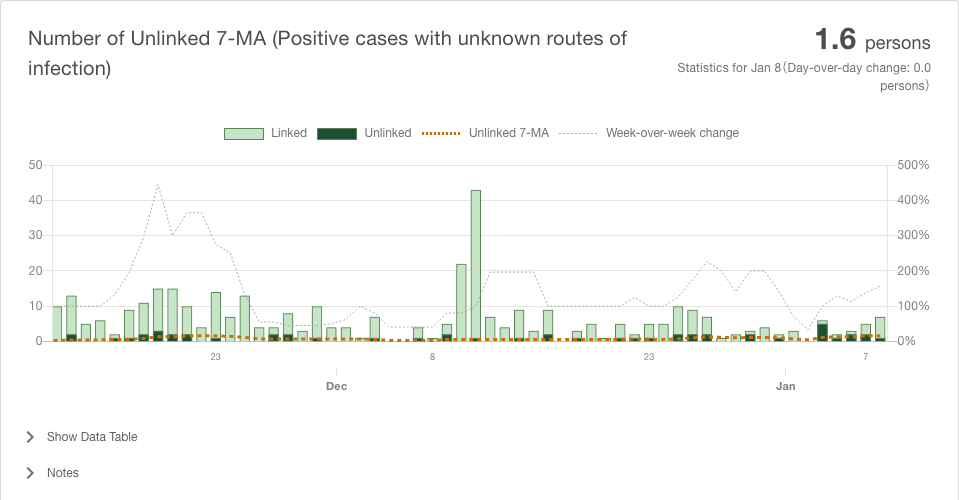 Number of Unlinked 7-MA (Positive cases with unknown routes of
infection)
1.6 persons
Statistics for Jan 8(Day-over-day change: 0.0
persons)
Linked Unlinked Unlinked 7-MA Week-over-week change
50 500%
40 400%
30 300%
20 200%
10 100%
0 0%
23 8 23 7
Dec Jan
Show Data Table
Notes